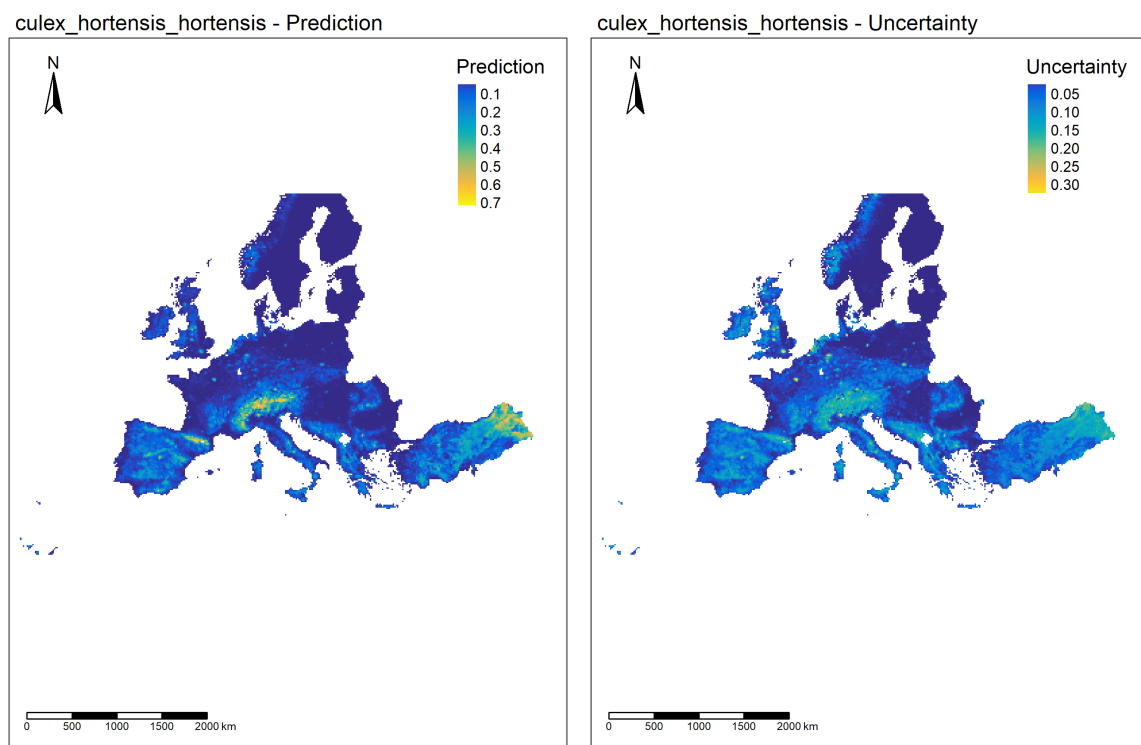 culex_hortensis_hortensis - Prediction
N
Prediction
0.1
0.2
0.3
0.4
0.5
0.6
0.7
0 500 1000 1500 2000 km
culex_hortensis_hortensis - Uncertainty
N
Uncertainty
0.05
0.10
0.15
0.20
0.25
0.30
0 500 1000 1500 2000 km